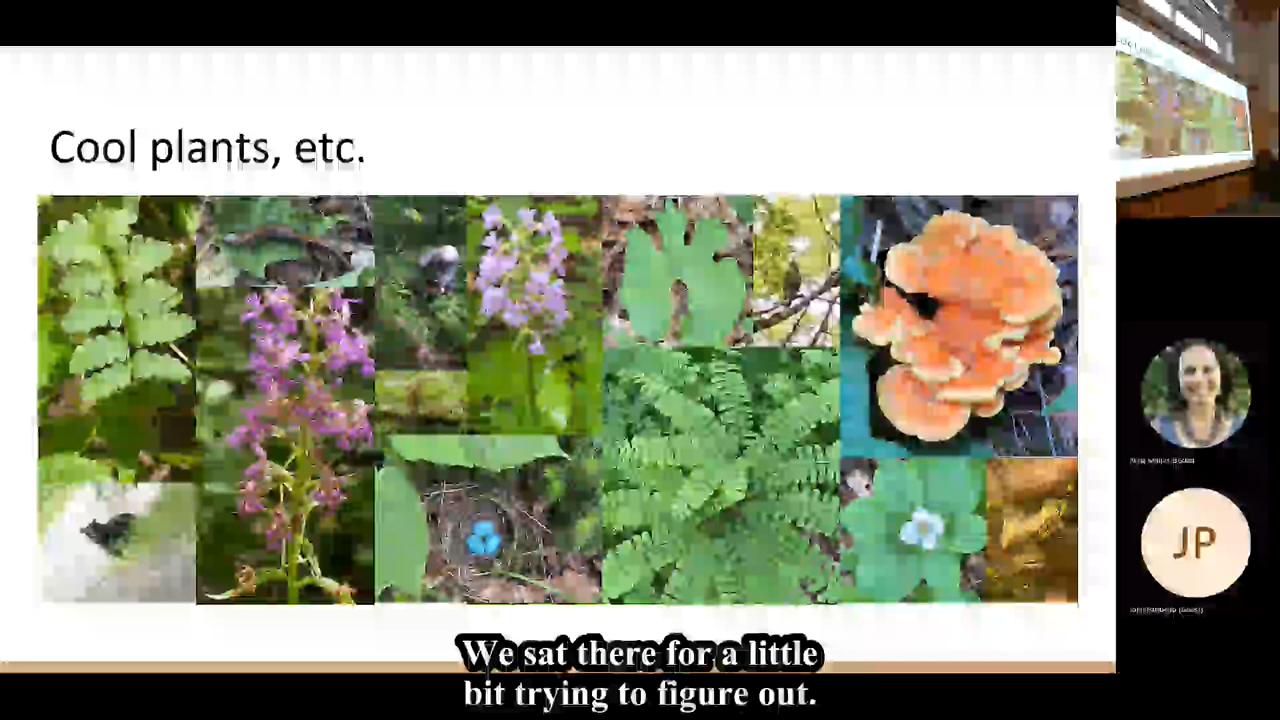 Cool plants, etc.
JP
We sat there for a little
bit trying to figure out.